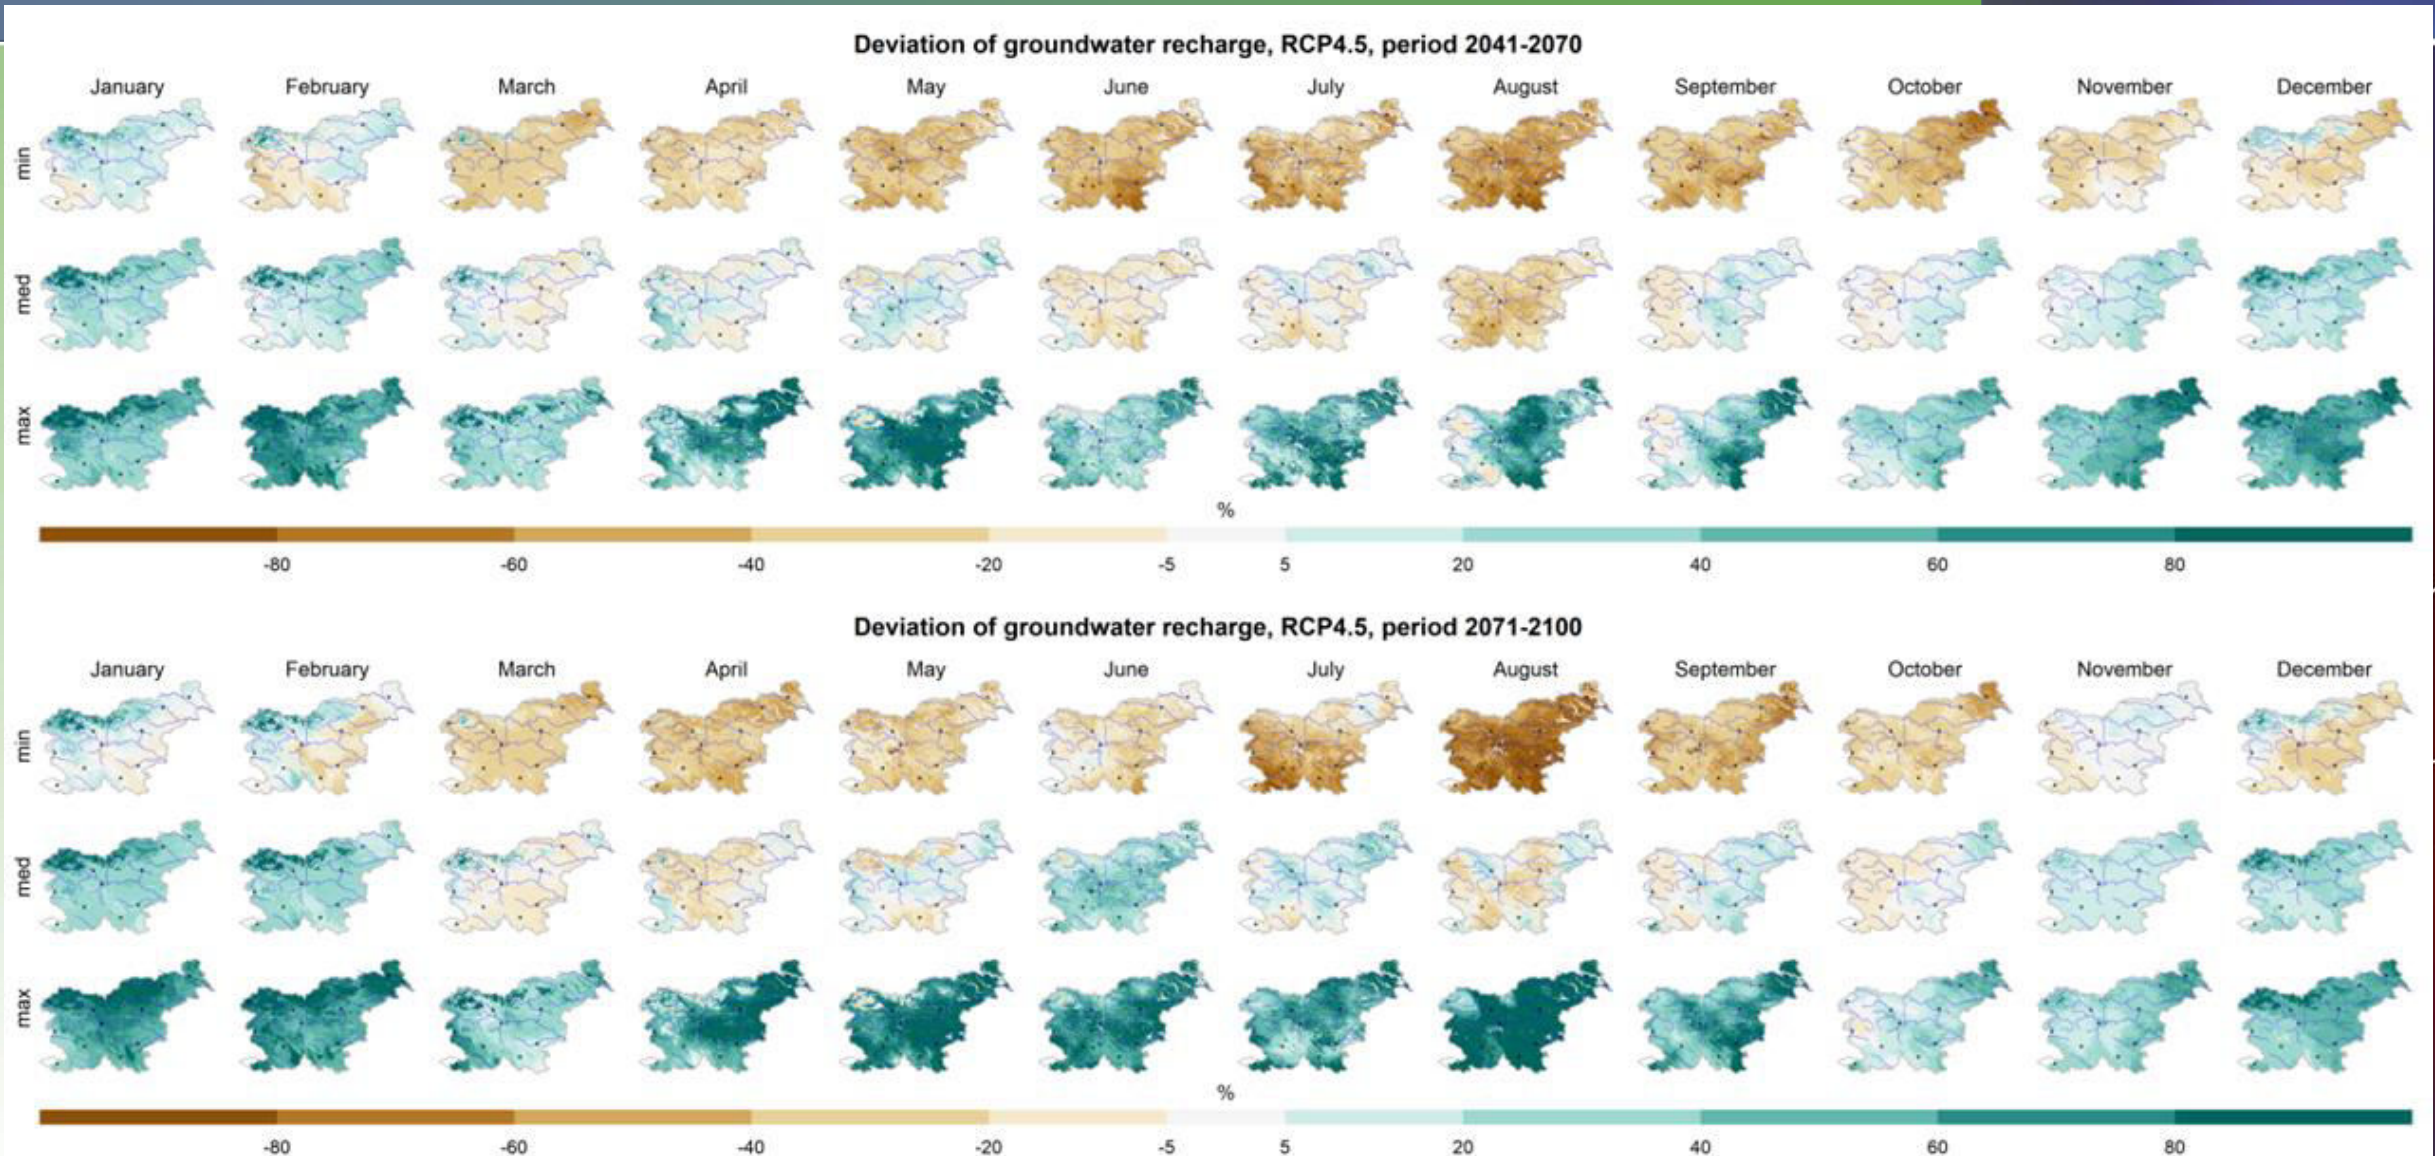 Deviation of groundwater recharge, RCP4.5, period 2041-2070
January February March April May June July August September October November December
min
med
max
%
-80 -60 -40 -20 -5 5 20 40 60 80
Deviation of groundwater recharge, RCP4.5, period 2071-2100
January February March April May June July August September October November December
min
med
max
%
-80 -60 -40 -20 -5 5 20 40 60 80